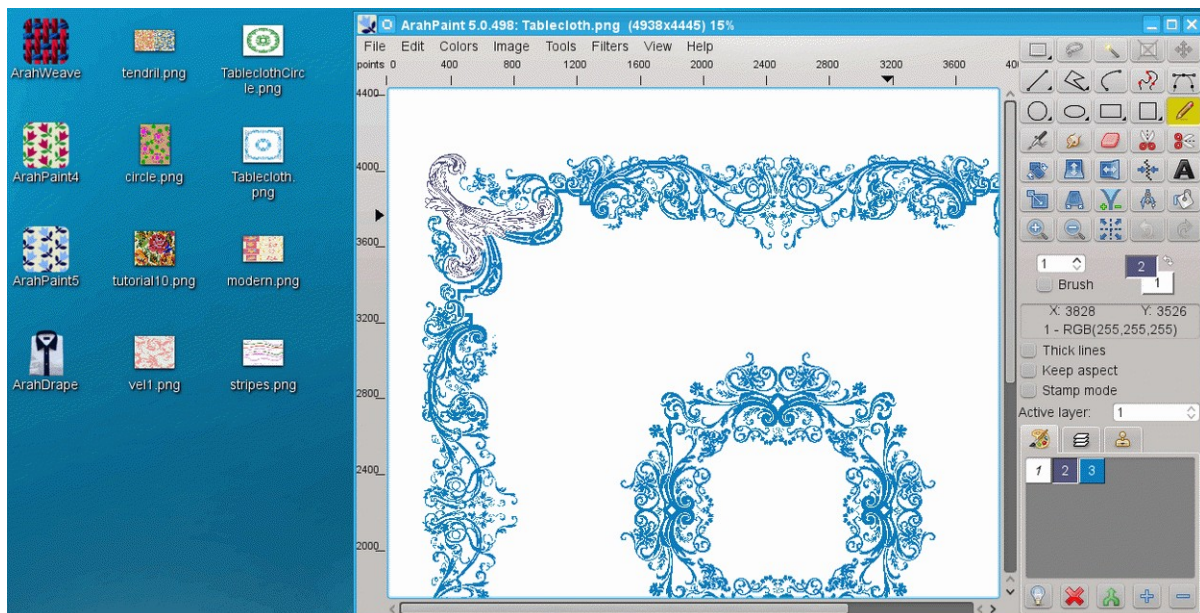 ArahWeave
tendril.png
TableclothCirc
le.png
ArahPaint4
circle.png
Tablecloth.
png
ArahPaint5
tutorial10.png
modern.png
ArahDrape
vel1.png
stripes.png
ArahPaint 5.0.498: Tablecloth.png (4938x4445) 15%
File Edit Colors Image Tools Filters View Help
points 0 400 800 1200 1600 2000 2400 2800 3200 3600 40
4400
4000
3600
3200
2800
2400
2000
A
1 2
1
Brush
X: 3828 Y: 3526
1 - RGB(255,255,255)
Thick lines
Keep aspect
Stamp mode
Active layer: 1
1 2 3